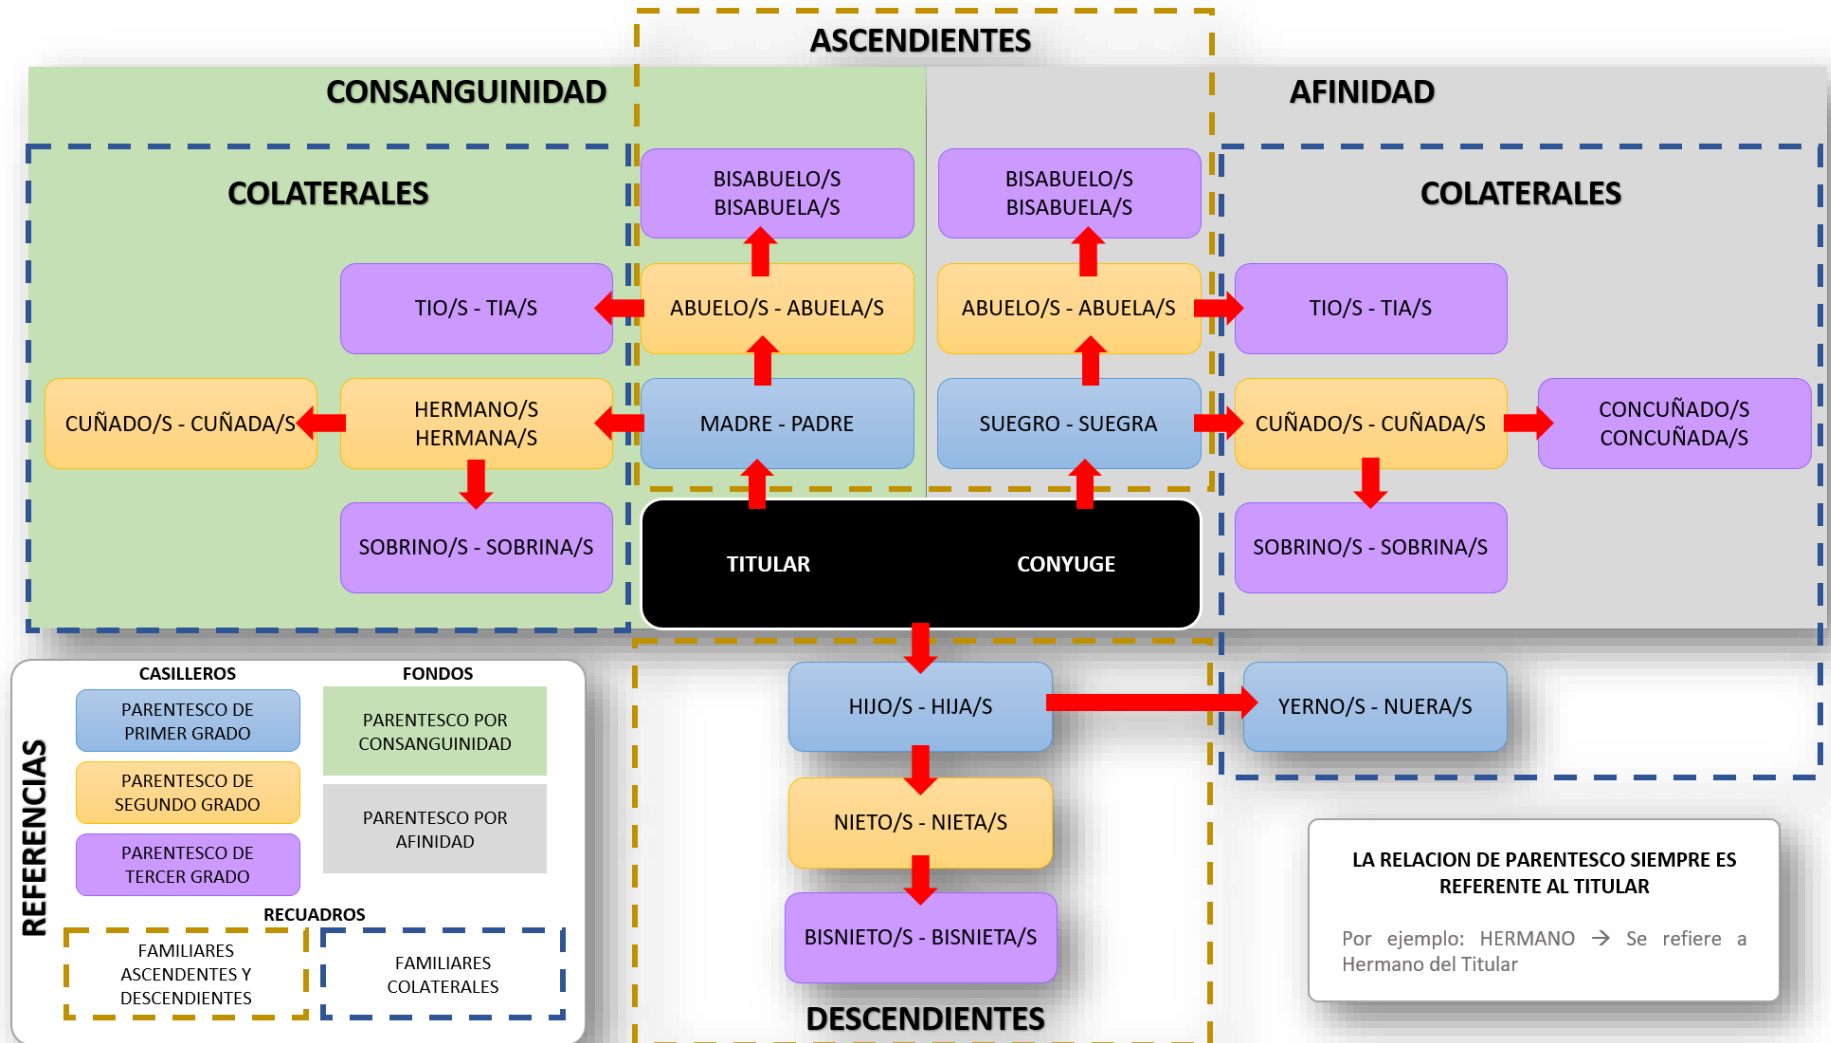 ASCENDIENTES
CONSANGUINIDAD
AFINIDAD
COLATERALES
COLATERALES
BISABUELO/S
BISABUELA/S
BISABUELO/S
BISABUELA/S
TIO/S - TIA/S
ABUELO/S - ABUELA/S
ABUELO/S - ABUELA/S
TIO/S - TIA/S
CUÑADO/S - CUÑADA/S
HERMANO/S
HERMANA/S
MADRE - PADRE
SUEGRO - SUEGRA
CUÑADO/S - CUÑADA/S
CONCUÑADO/S
CONCUÑADA/S
SOBRINO/S - SOBRINA/S
TITULAR
CONYUGE
SOBRINO/S - SOBRINA/S
HIJO/S - HIJA/S
YERNO/S - NUERA/S
NIETO/S - NIETA/S
BISNIETO/S - BISNIETA/S
DESCENDIENTES
REFERENCIAS
CASILLEROS
PARENTESCO DE
PRIMER GRADO
PARENTESCO DE
SEGUNDO GRADO
PARENTESCO DE
TERCER GRADO
FONDOS
PARENTESCO POR
CONSANGUINIDAD
PARENTESCO POR
AFINIDAD
RECUADROS
FAMILIARES
ASCENDENTES Y
DESCENDIENTES
FAMILIARES
COLATERALES
LA RELACION DE PARENTESCO SIEMPRE ES
REFERENTE AL TITULAR
Por ejemplo: HERMANO → Se refiere a
Hermano del Titular